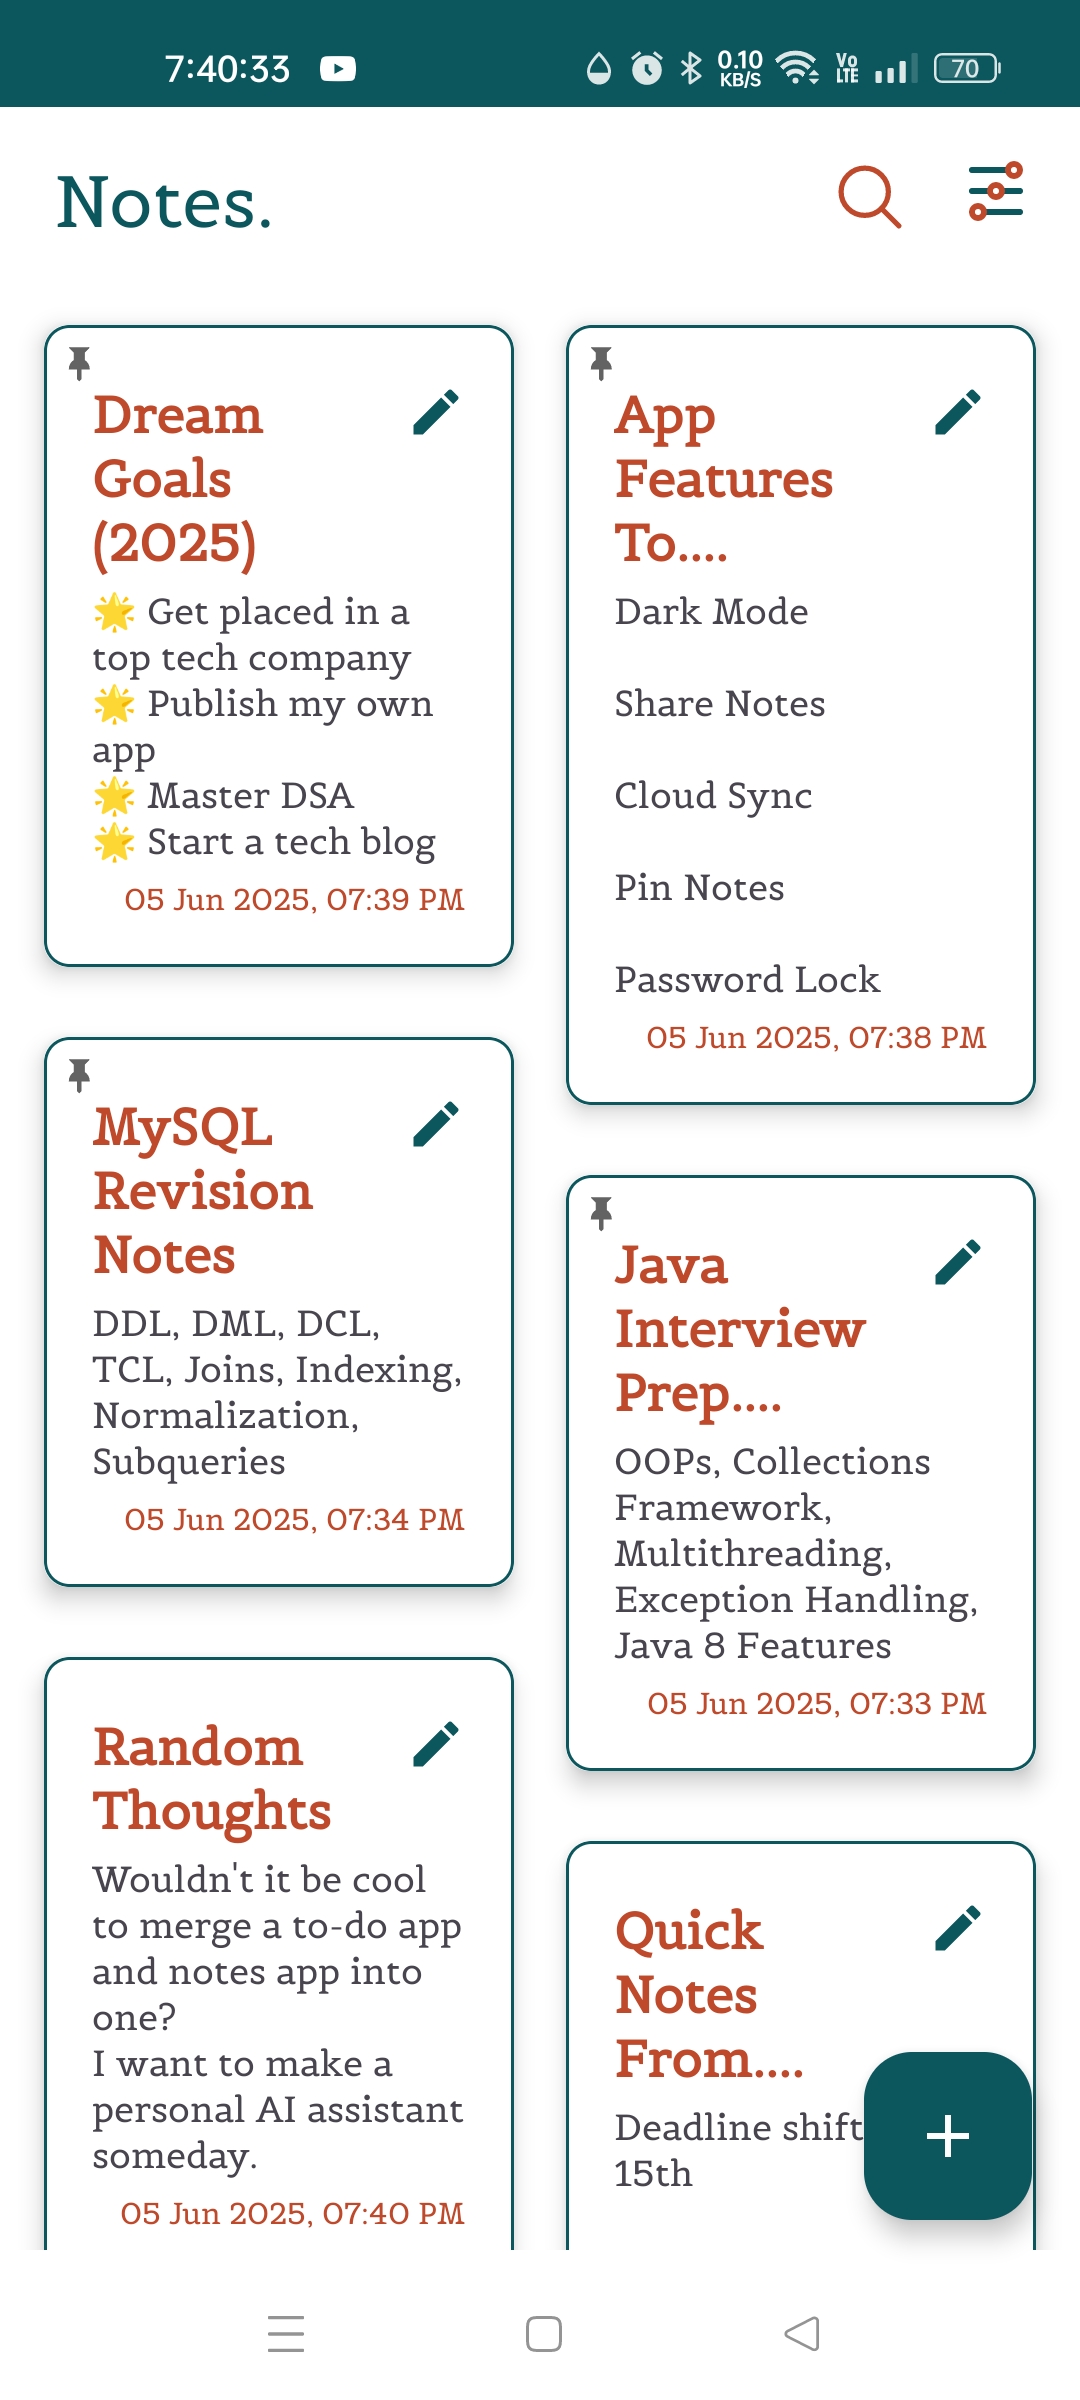 7:40:33
0.10
KB/S
Vo
LTE
70
Notes.
Dream
Goals
(2025)
🌟 Get placed in a
top tech company
🌟 Publish my own
app
🌟 Master DSA
🌟 Start a tech blog
05 Jun 2025, 07:39 PM
App
Features
To....
Dark Mode
Share Notes
Cloud Sync
Pin Notes
Password Lock
05 Jun 2025, 07:38 PM
MySQL
Revision
Notes
DDL, DML, DCL,
TCL, Joins, Indexing,
Normalization,
Subqueries
05 Jun 2025, 07:34 PM
Java
Interview
Prep....
OOPs, Collections
Framework,
Multithreading,
Exception Handling,
Java 8 Features
05 Jun 2025, 07:33 PM
Random
Thoughts
Wouldn't it be cool
to merge a to-do app
and notes app into
one?
I want to make a
personal AI assistant
someday.
05 Jun 2025, 07:40 PM
Quick
Notes
From....
Deadline shift
15th